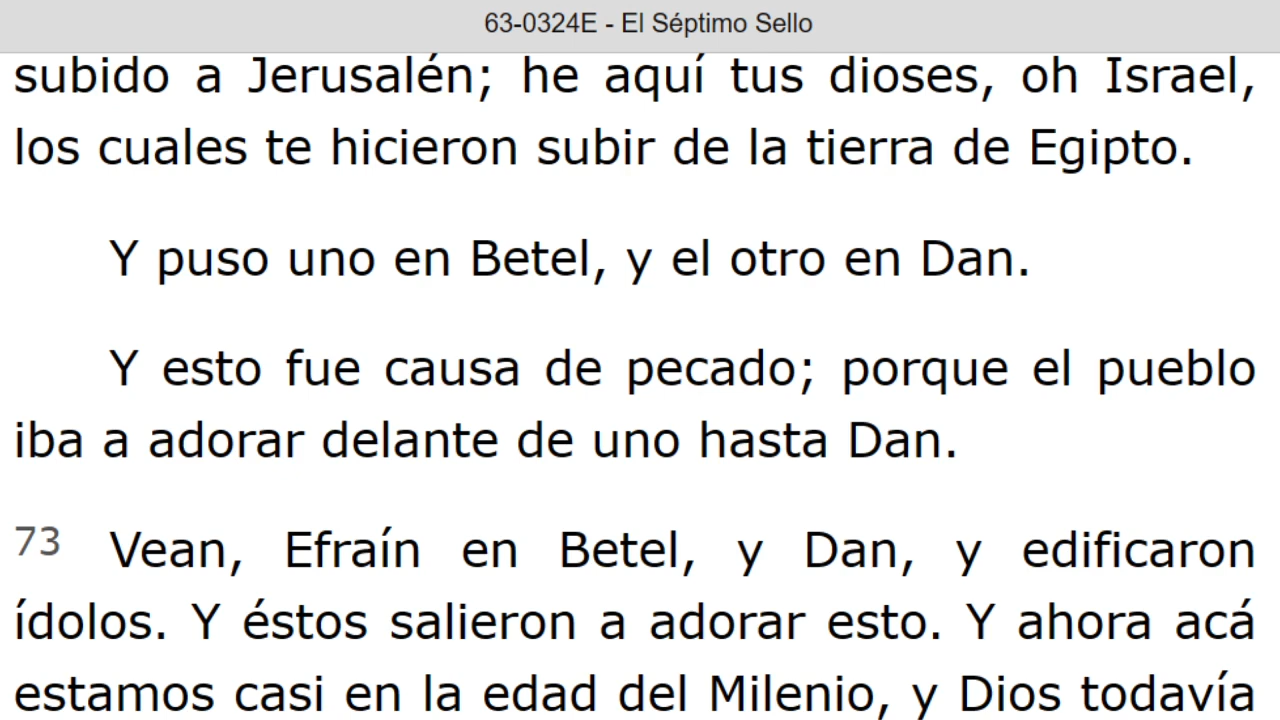 63-0324E - El Séptimo Sello
subido a Jerusalén; he aquí tus dioses, oh Israel,
los cuales te hicieron subir de la tierra de Egipto.
Y puso uno en Betel, y el otro en Dan.
Y esto fue causa de pecado; porque el pueblo
iba a adorar delante de uno hasta Dan.
73 Vean, Efraín en Betel, y Dan, y edificaron
ídolos. Y éstos salieron a adorar esto. Y ahora acá
estamos casi en la edad del Milenio, y Dios todavía